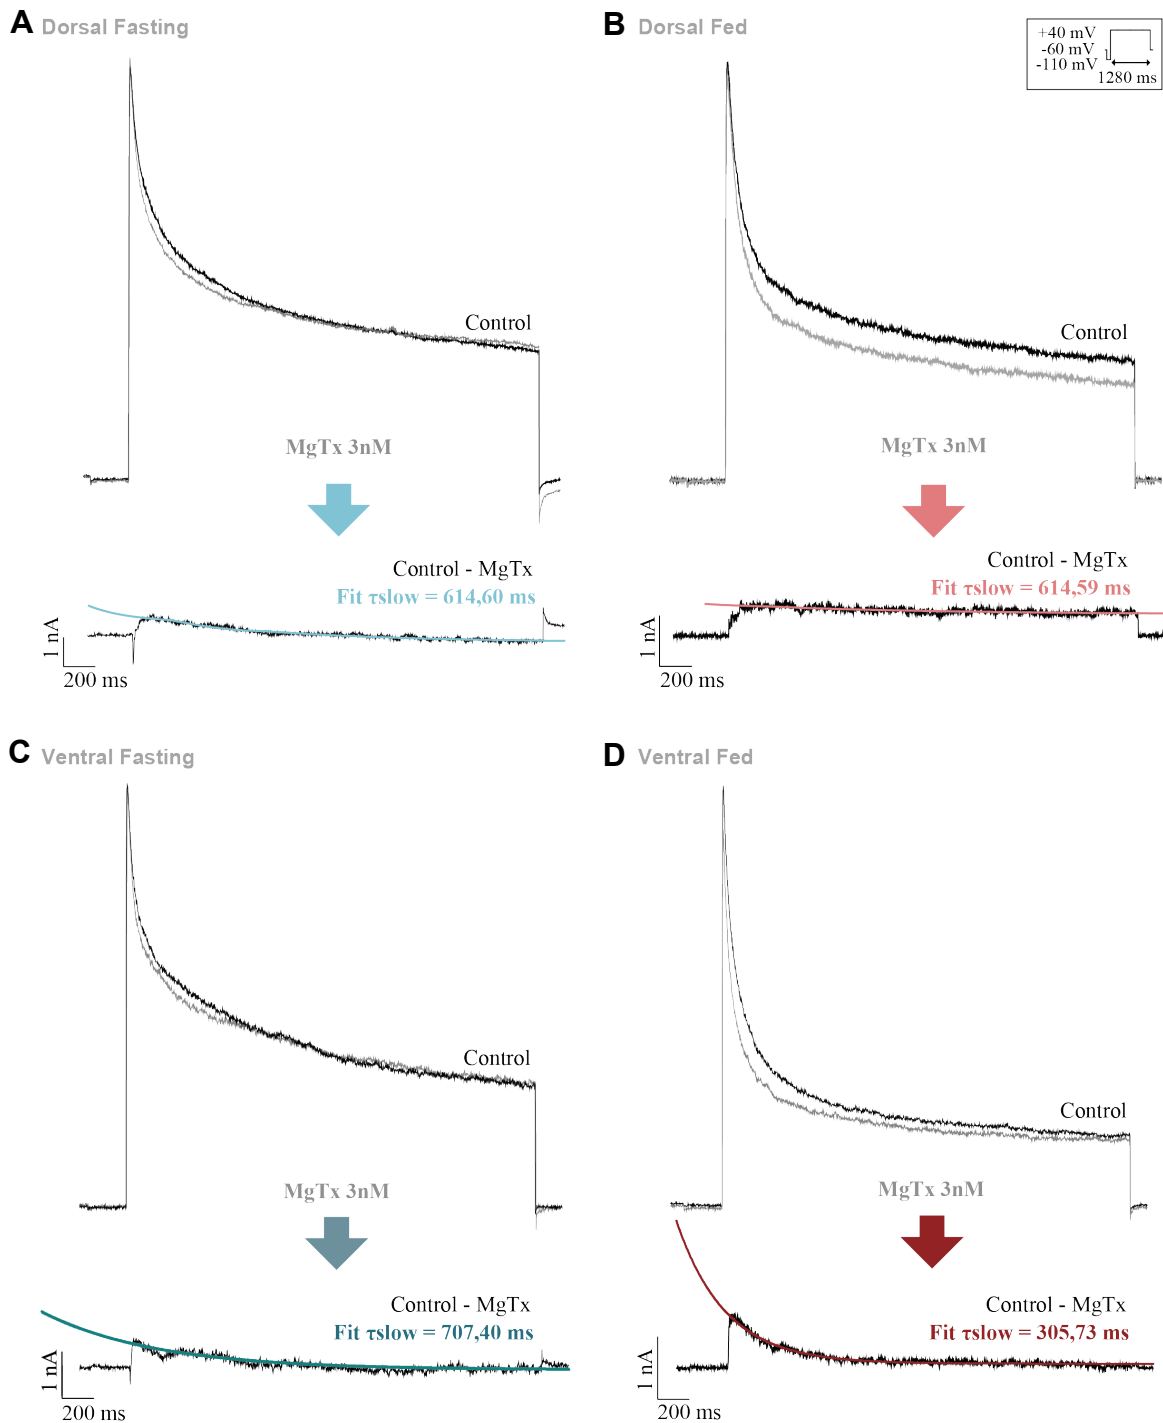 A Dorsal Fasting
B Dorsal Fed
+40 mV
-60 mV
-110 mV
1280 ms
Control
MgTx 3nM
Control - MgTx
Fit τslow = 614,60 ms
1 nA
200 ms
Control
MgTx 3nM
Control - MgTx
Fit τslow = 614,59 ms
1 nA
200 ms
C Ventral Fasting
Control
MgTx 3nM
Control - MgTx
Fit τslow = 707,40 ms
1 nA
200 ms
D Ventral Fed
Control
MgTx 3nM
Control - MgTx
Fit τslow = 305,73 ms
1 nA
200 ms